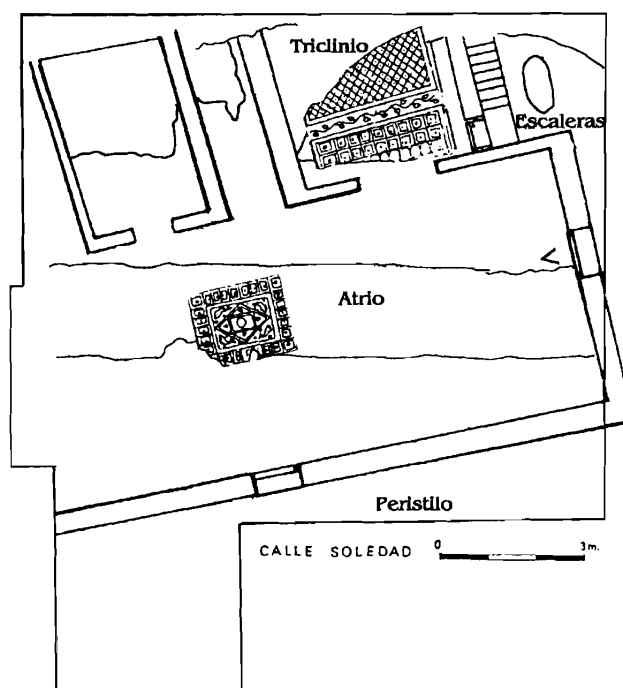 Triclinio
Escaleras
Atrio
Peristilo
CALLE SOLEDAD 0 3m.